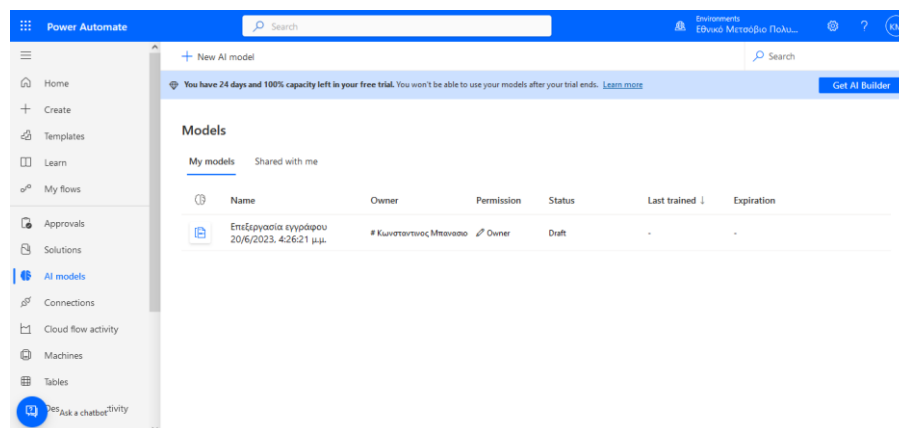 Power Automate
Search
Environments
Εθνικό Μετσόβιο Πολυ...
?
KM
New AI model
Search
You have 24 days and 100% capacity left in your free trial. You won't be able to use your models after your trial ends. Learn more
Get AI Builder
Home
Create
Templates
Learn
My flows
Approvals
Solutions
AI models
Connections
Cloud flow activity
Machines
Tables
Ask a chatbot
tivity
Models
My models Shared with me
Name Owner Permission Status Last trained ↓ Expiration
Επεξεργασία εγγράφου
20/6/2023, 4:26:21 μ.μ.
# Κωνσταντινος Μπανασιο Owner Draft - -